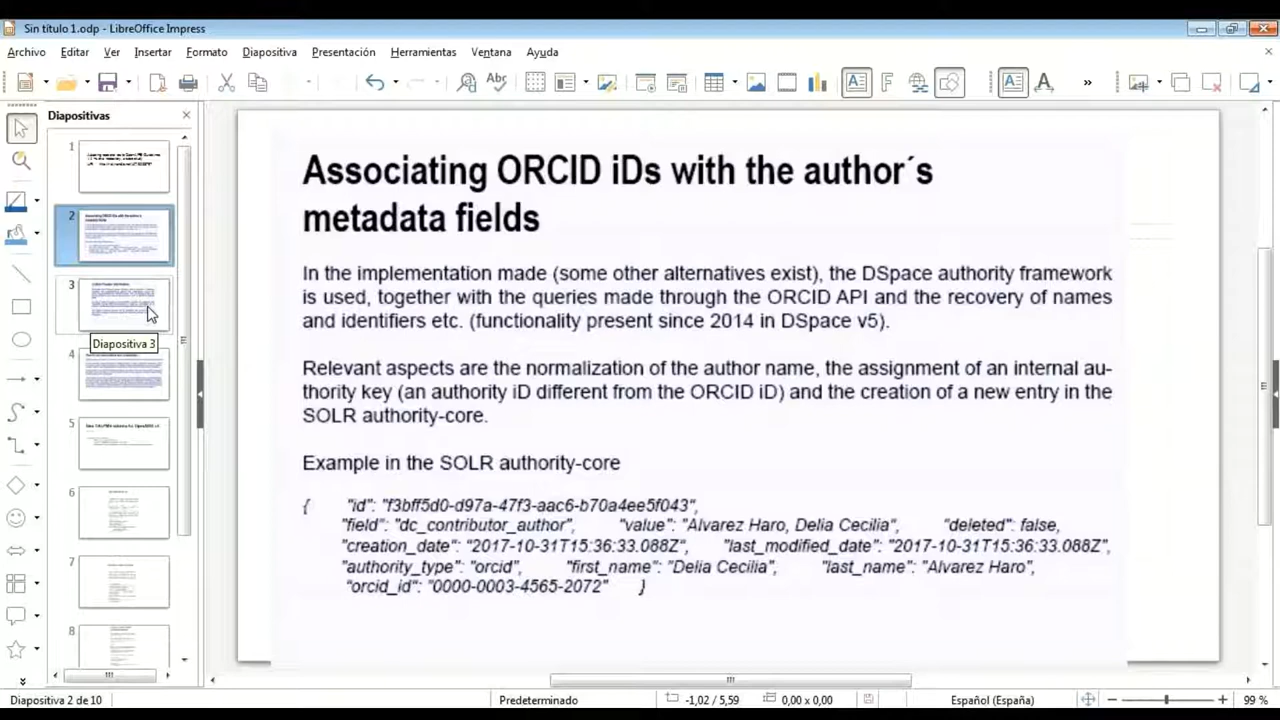 Sin título 1.odp - LibreOffice Impress
Archivo Editar Ver Insertar Formato Diapositiva Presentación Herramientas Ventana Ayuda
Diapositivas
1
2
3
Diapositiva 3
4
5
6
7
8
Associating ORCID iDs with the author´s
metadata fields
In the implementation made (some other alternatives exist), the DSpace authority framework
is used, together with the queries made through the ORCID API and the recovery of names
and identifiers etc. (functionality present since 2014 in DSpace v5).
Relevant aspects are the normalization of the author name, the assignment of an internal au-
thority key (an authority iD different from the ORCID iD) and the creation of a new entry in the
SOLR authority-core.
Example in the SOLR authority-core
{ "id": "f3bff5d0-d97a-47f3-aac6-b70a4ee5f043",
"field": "dc_contributor_author", "value": "Alvarez Haro, Delia Cecilia", "deleted": false,
"creation_date": "2017-10-31T15:36:33.088Z", "last_modified_date": "2017-10-31T15:36:33.088Z",
"authority_type": "orcid", "first_name": "Delia Cecilia", "last_name": "Alvarez Haro",
"orcid_id": "0000-0003-4565-2072" }
Diapositiva 2 de 10 Predeterminado -1,02 / 5,59 0,00 x 0,00 Español (España) 99 %